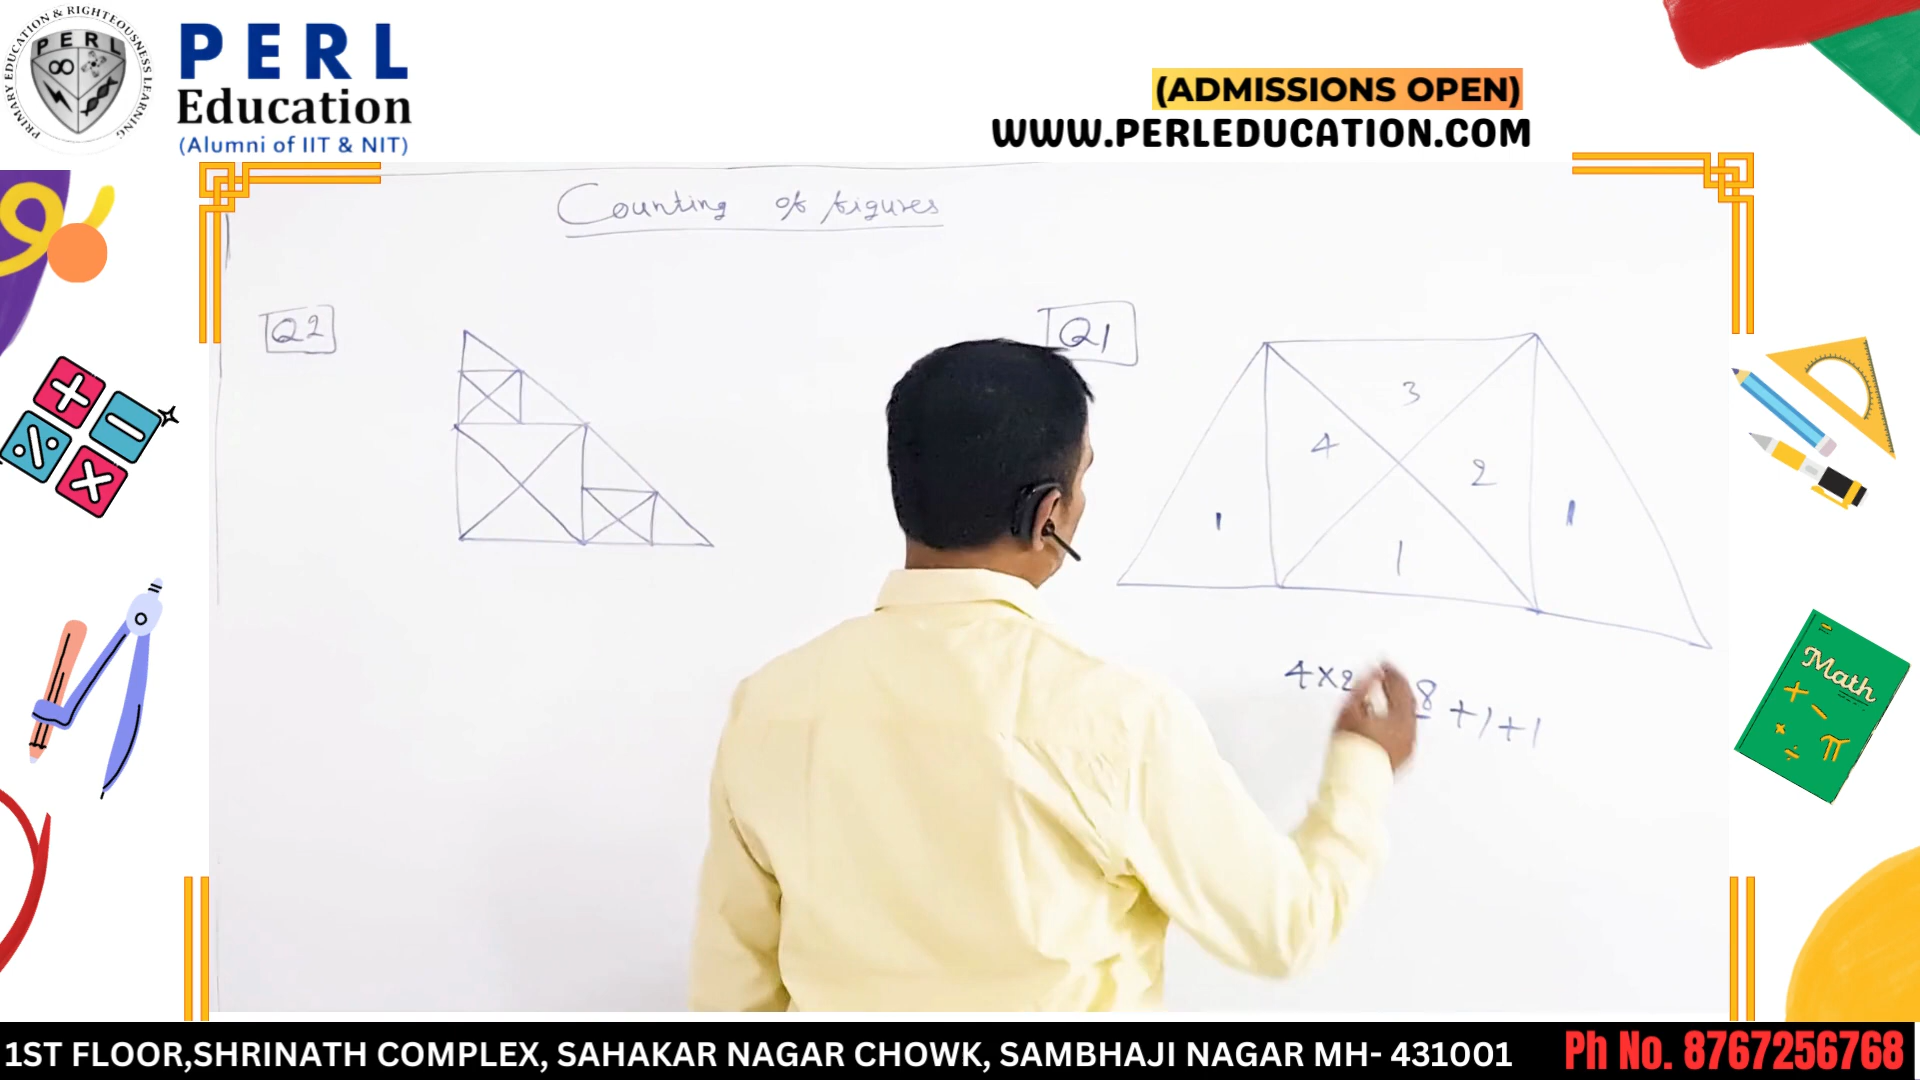 PRIMARY EDUCATION & RIGHTEOUSNESS LEARNING
PERL
PERL
Education
(Alumni of IIT & NIT)
(ADMISSIONS OPEN)
WWW.PERLEDUCATION.COM
Counting of figures
Q2
Q1
3
4
2
1
1
1
4x2
8 +1+1
Math
1ST FLOOR,SHRINATH COMPLEX, SAHAKAR NAGAR CHOWK, SAMBHAJI NAGAR MH- 431001
Ph No. 8767256768